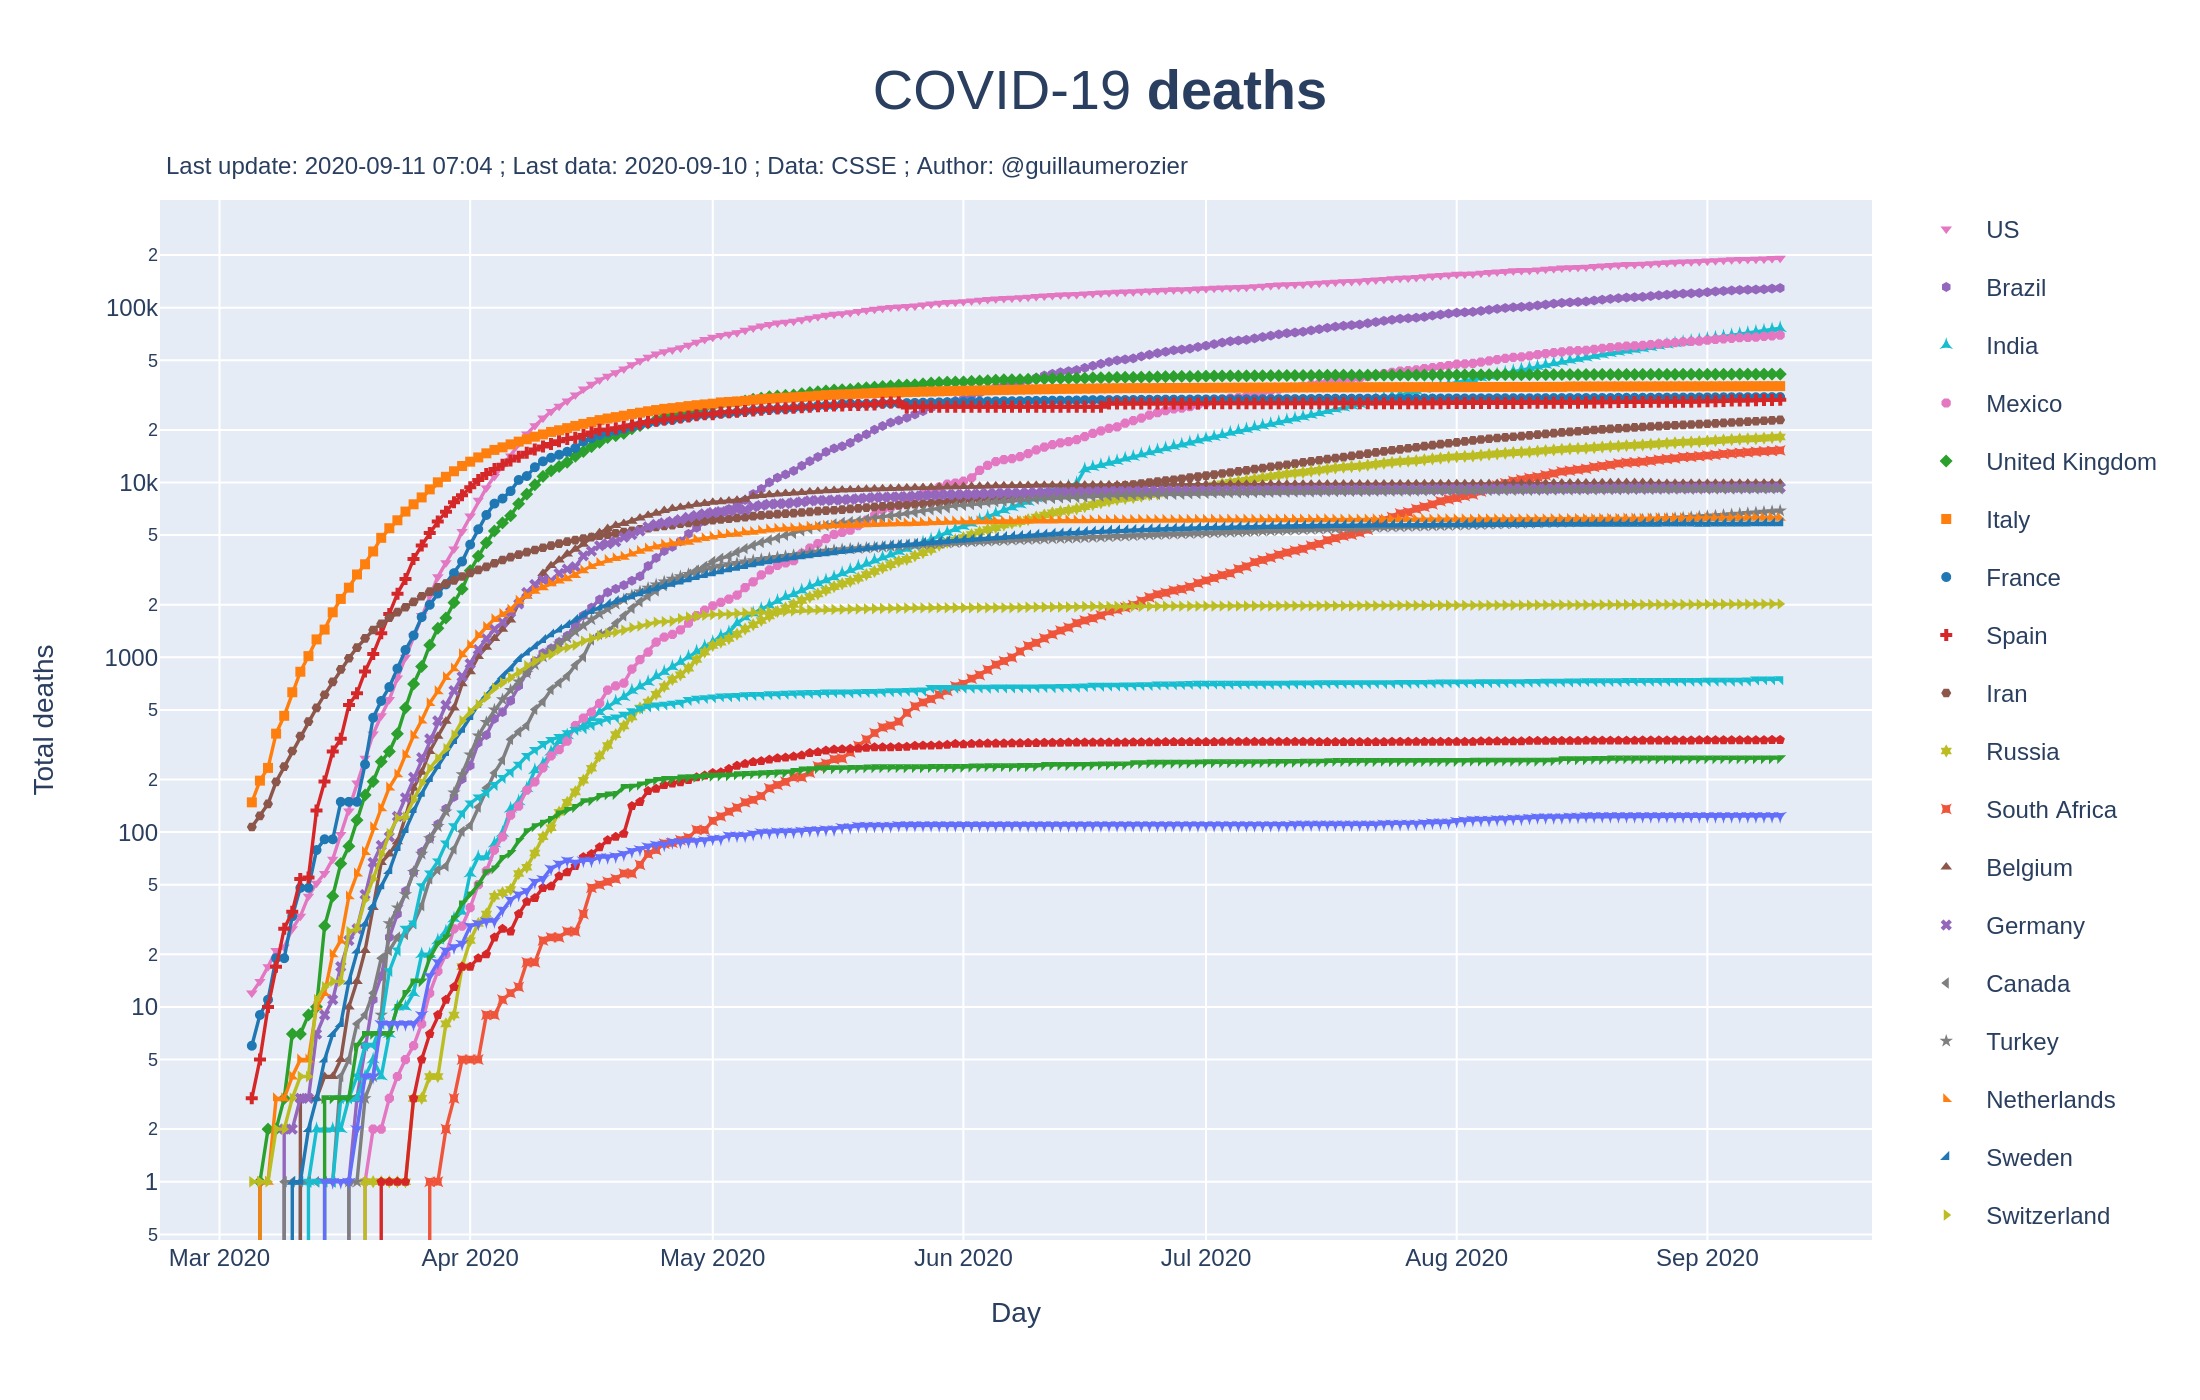 COVID-19 deaths
Last update: 2020-09-11 07:04 ; Last data: 2020-09-10 ; Data: CSSE ; Author: @guillaumerozier
2
100k
5
2
10k
5
2
1000
5
2
100
5
2
10
5
2
1
5
Total deaths
Mar 2020
Apr 2020
May 2020
Jun 2020
Jul 2020
Aug 2020
Sep 2020
Day
US
Brazil
India
Mexico
United Kingdom
Italy
France
Spain
Iran
Russia
South Africa
Belgium
Germany
Canada
Turkey
Netherlands
Sweden
Switzerland